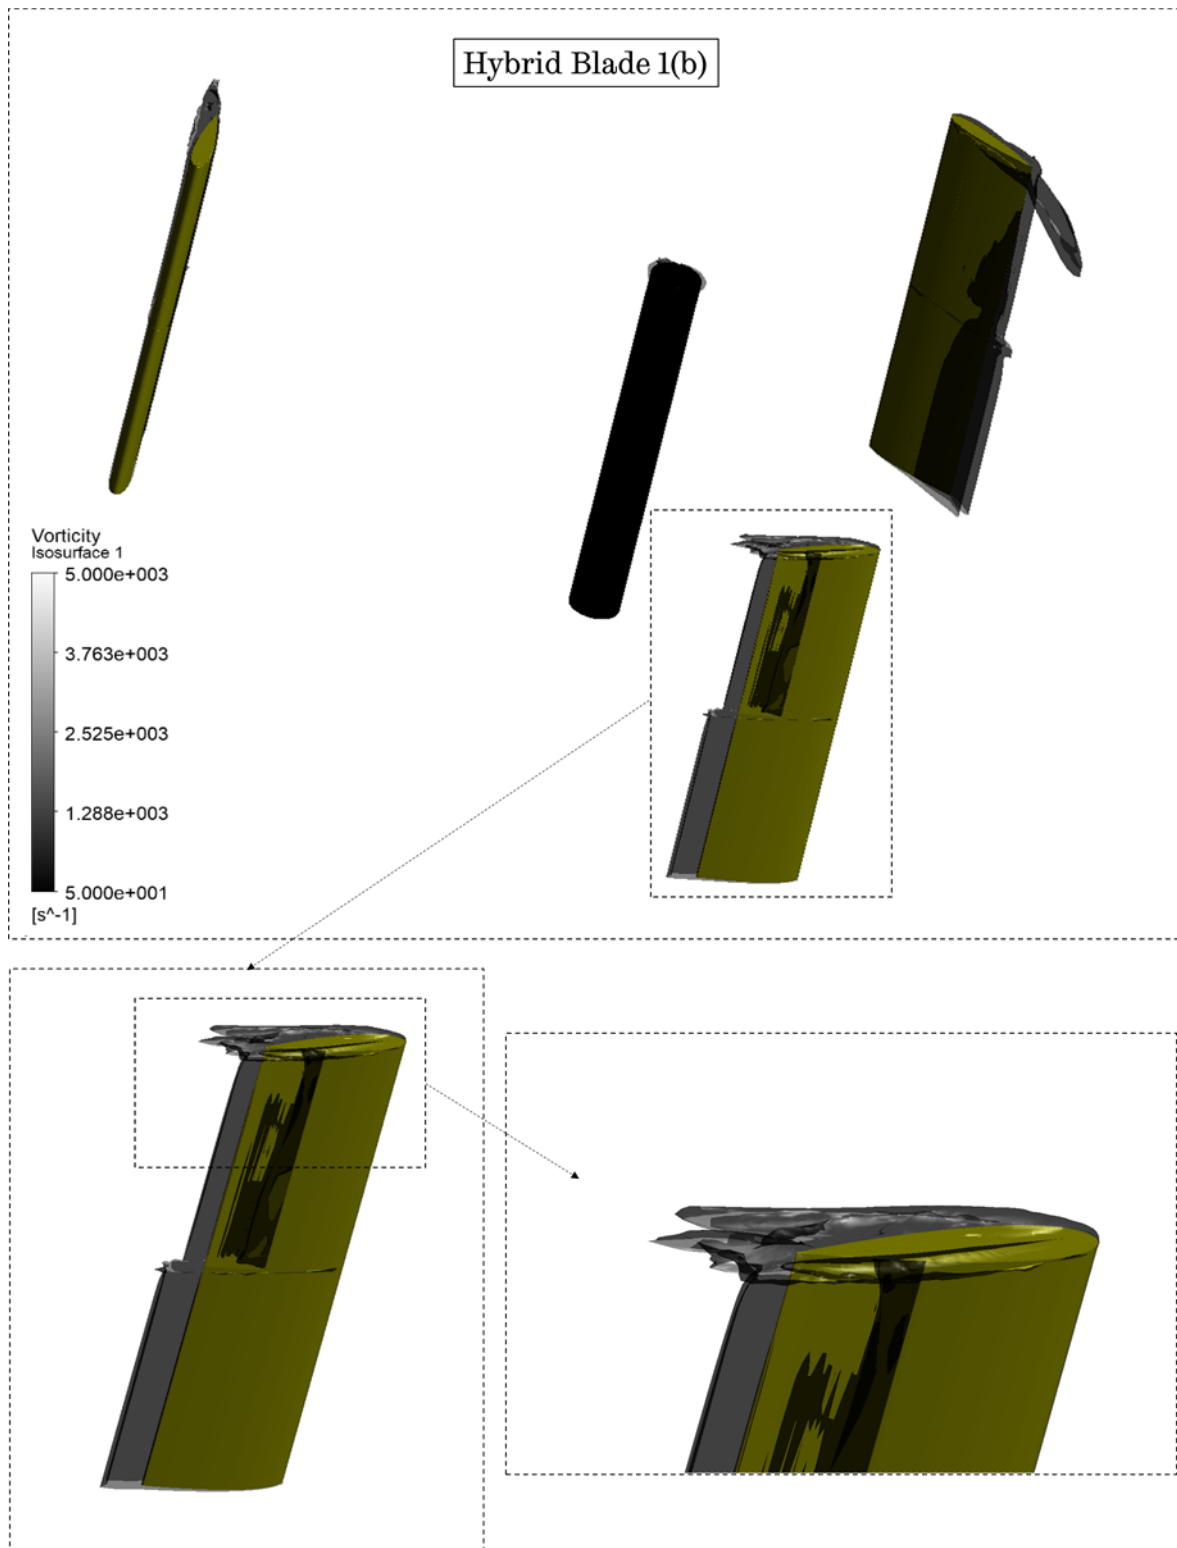 Hybrid Blade 1(b)
Vorticity
Isosurface 1
5.000e+003
3.763e+003
2.525e+003
1.288e+003
5.000e+001
[s^-1]